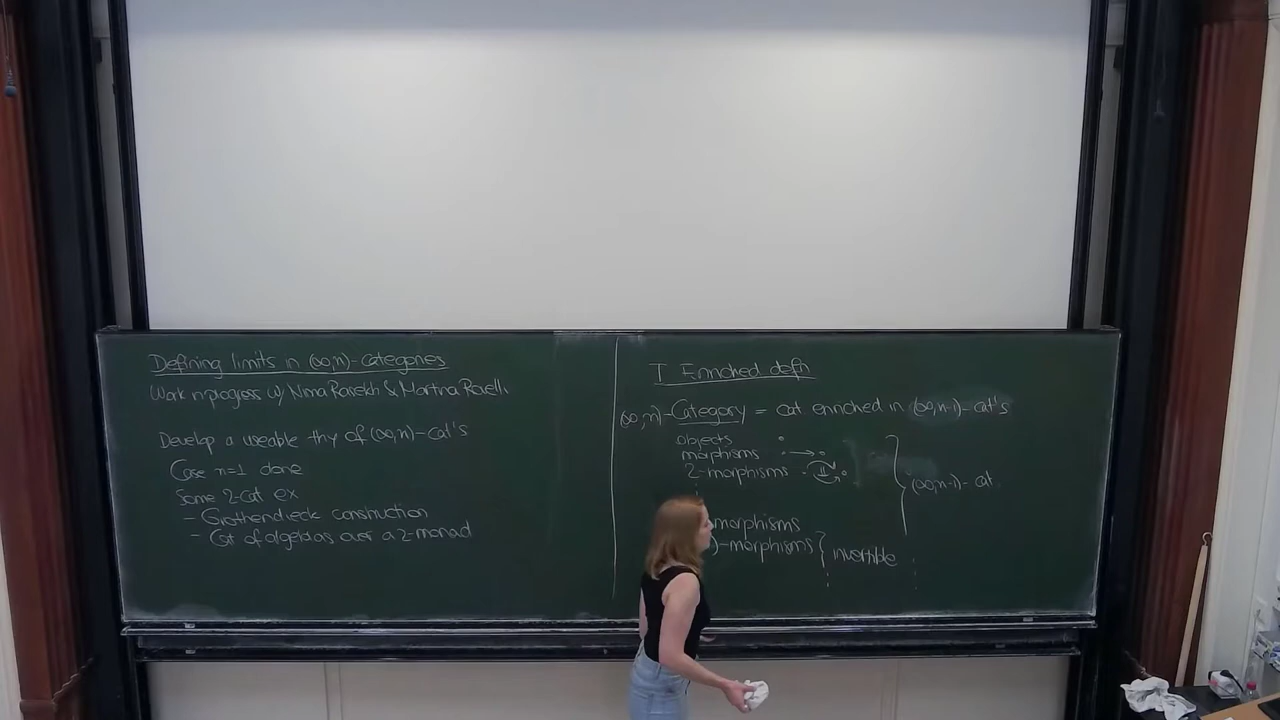 Defining limits in (∞,n)-categories
Work in progress w/ Nima Rasekh & Martina Rovelli
Develop a useable thy of (∞,n)-cat's
Case n=1 done
Some 2-cat ex
- Grothendieck construction
- Cat of algebras over a 2-monad
I Enriched defn
(∞,n)-Category = cat enriched in (∞,n-1)-cat's
objects
morphisms
2-morphisms
(∞,n-1)-cat
morphisms
)-morphisms } invertible